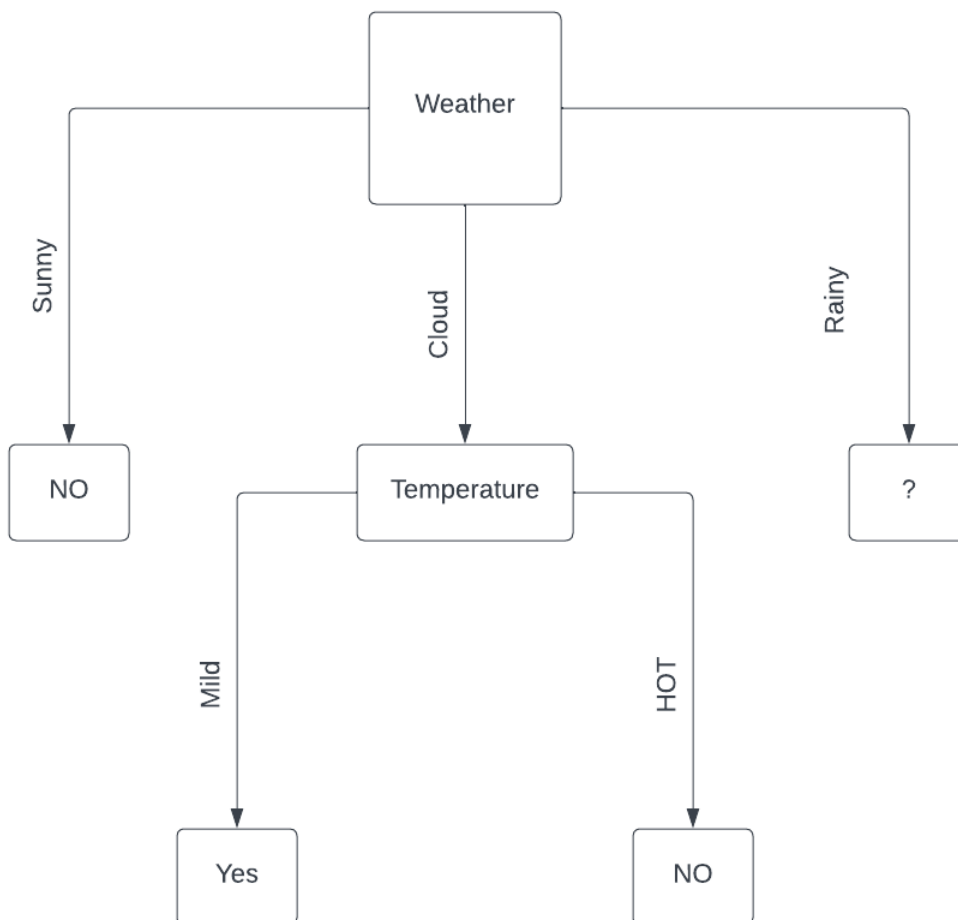 Weather
Sunny
Cloud
Rainy
NO
Temperature
?
Mild
HOT
Yes
NO